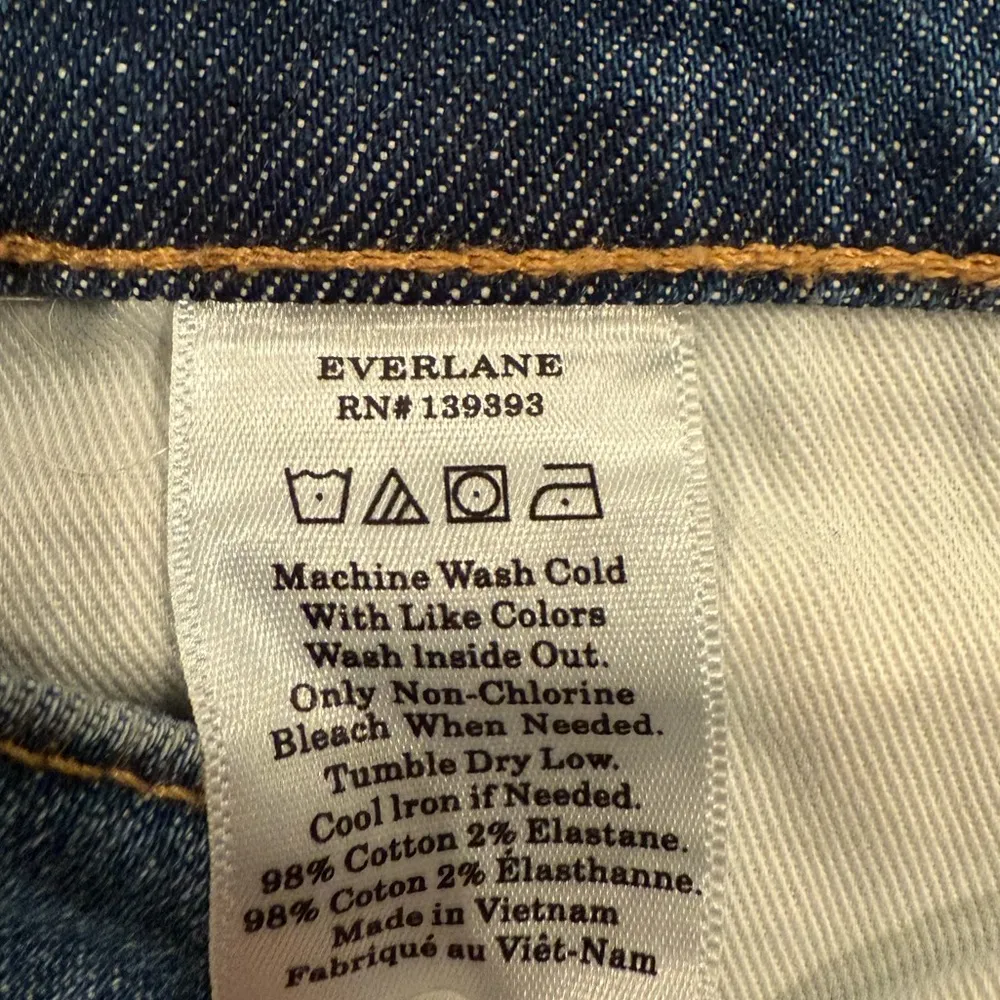 EVERLANE
RN# 139393
Machine Wash Cold
With Like Colors
Wash Inside Out.
Only Non-Chlorine
Bleach When Needed.
Tumble Dry Low.
Cool Iron if Needed.
98% Cotton 2% Elastane.
98% Coton 2% Élasthanne.
Made in Vietnam
Fabriqué au Viêt-Nam